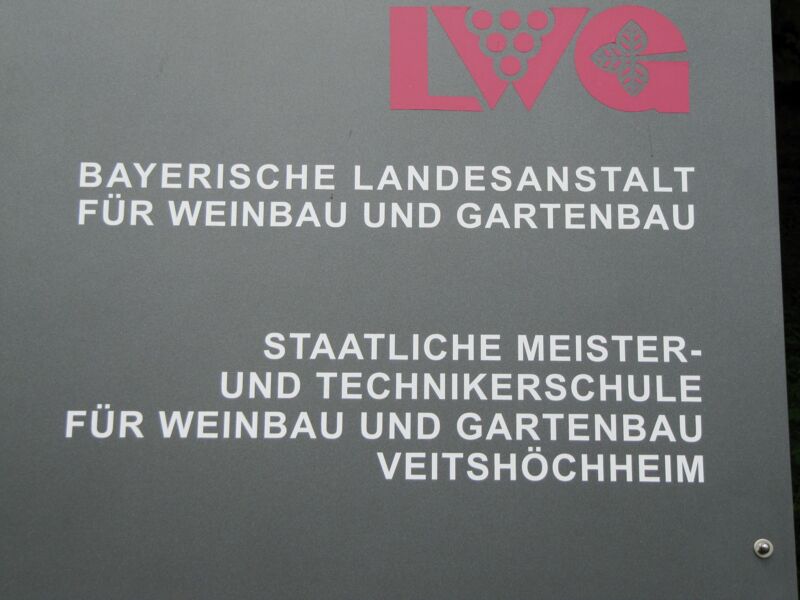 LWG
BAYERISCHE LANDESANSTALT
FÜR WEINBAU UND GARTENBAU
STAATLICHE MEISTER-
UND TECHNIKERSCHULE
FÜR WEINBAU UND GARTENBAU
VEITSHÖCHHEIM